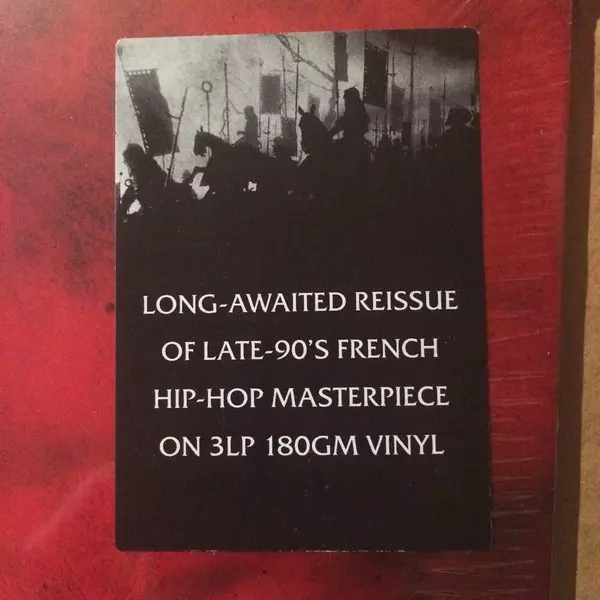 LONG-AWAITED REISSUE
OF LATE-90'S FRENCH
HIP-HOP MASTERPIECE
ON 3LP 180GM VINYL